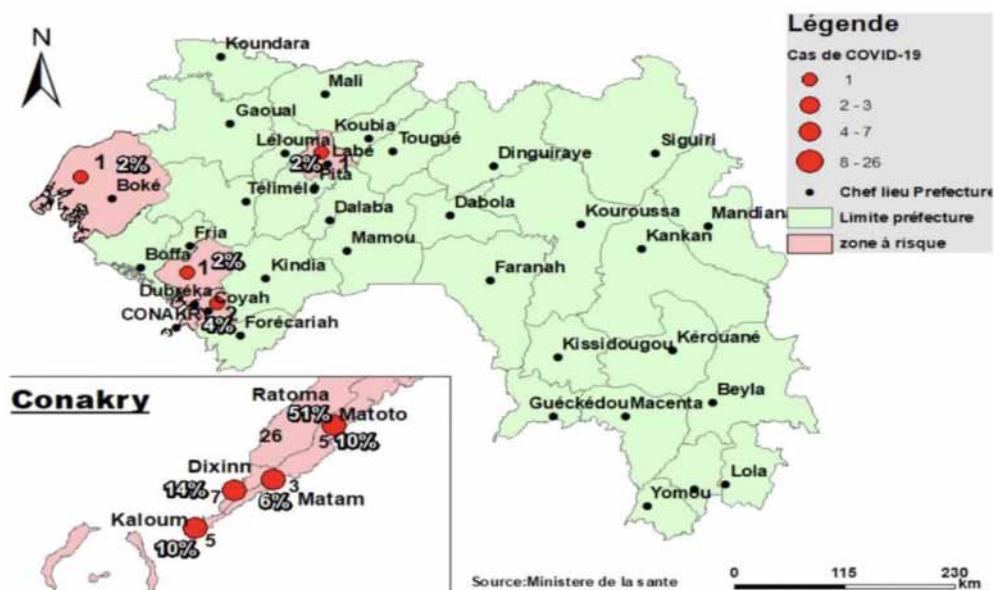 N
Koundara
Mali
Gaoual
Koubia
Lélouma
Labé
Tougué
2%
1
Pita
Dinguiraye
Siguiri
1
2%
Boké
Télimélé
Dalaba
Dabola
Kouroussa
Mandiana
Kankan
Fria
Boffa
1
2%
Mamou
Kindia
Faranah
Dubréka
Coyah
CONAKRY
2
4%
Forécariah
Kissidougou
Kérouané
Beyla
Guéckédou
Macenta
Lola
Yomou
Légende
Cas de COVID-19
1
2 - 3
4 - 7
8 - 26
Chef lieu Prefecture
Limite préfecture
zone à risque
Conakry
Ratoma
51%
Matoto
26
5
10%
Dixinn
14%
7
3
6%
Matam
Kaloum
5
10%
Source:Ministere de la sante
0
115
230
km